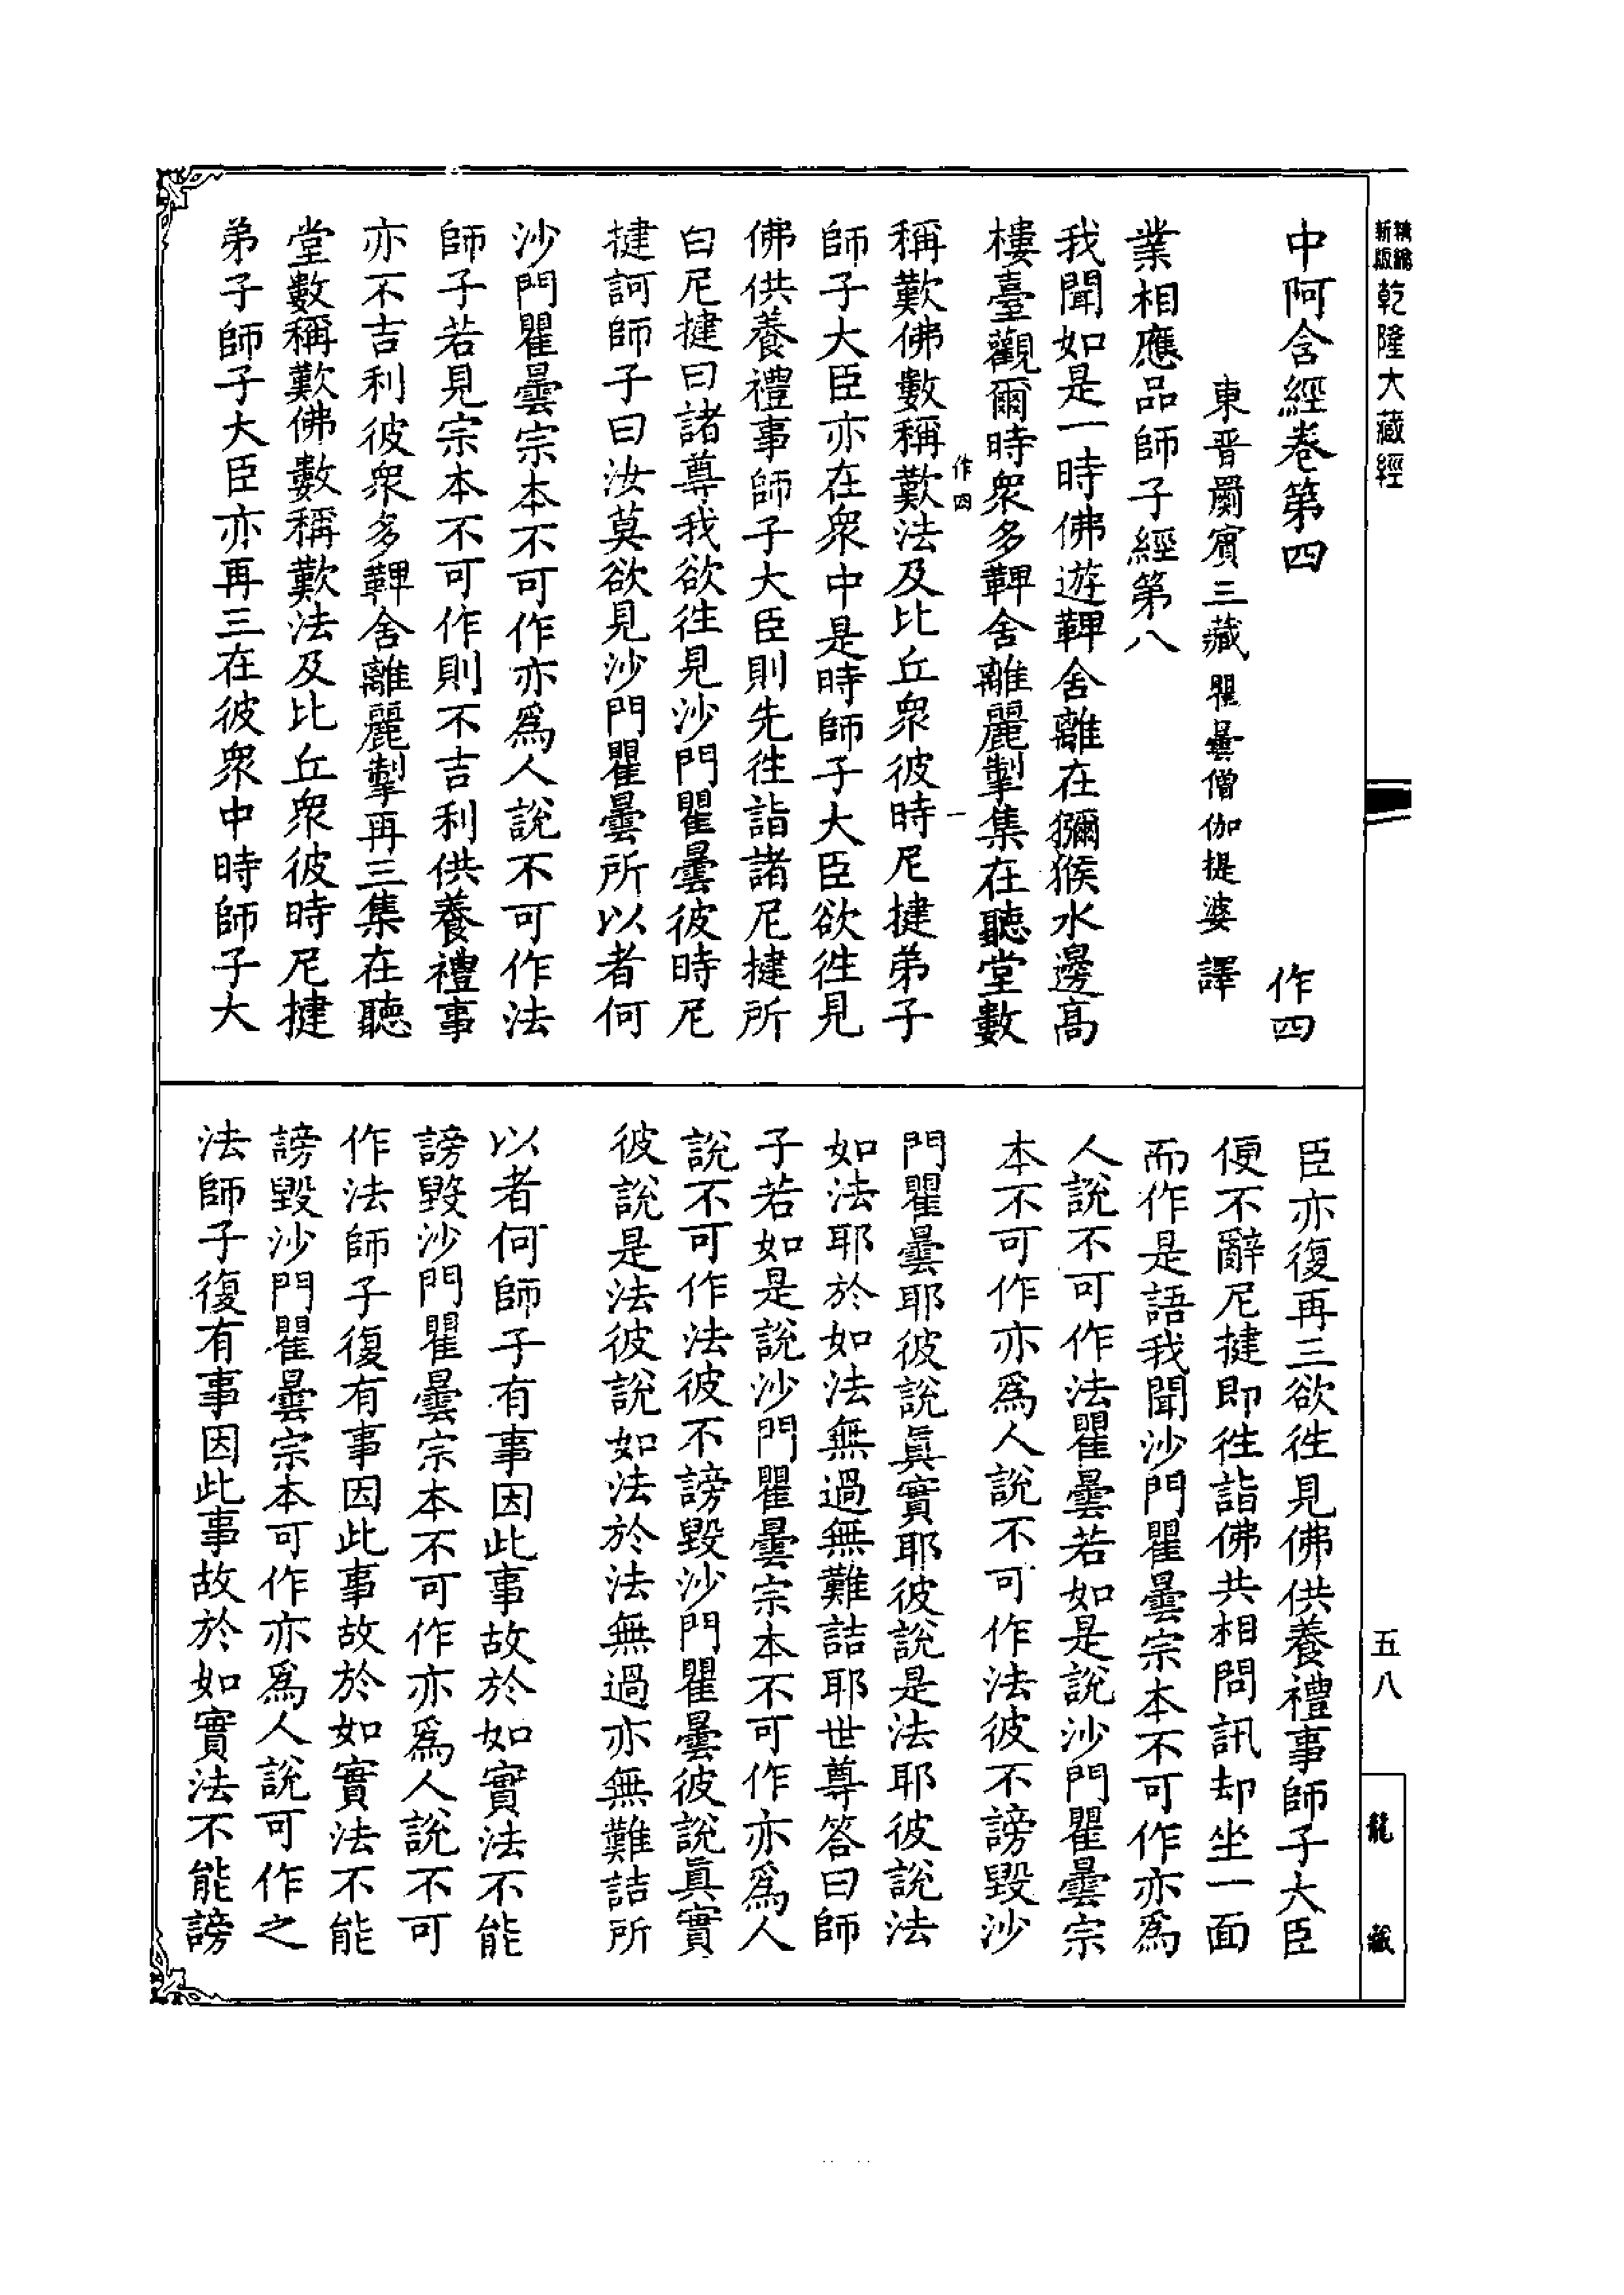 精編
新版
乾隆大藏經
五八
龍藏
中阿含經卷第四 作四
東晉罽賓三藏瞿曇僧伽提婆 譯
業相應品師子經第八
我聞如是一時佛遊鞞舍離在獼猴水邊高
樓臺觀爾時衆多鞞舍離麗掣集在聽堂數
作四 一
稱歎佛數稱歎法及比丘衆彼時尼揵弟子
師子大臣亦在衆中是時師子大臣欲往見
佛供養禮事師子大臣則先往詣諸尼揵所
白尼揵曰諸尊我欲往見沙門瞿曇彼時尼
揵訶師子曰汝莫欲見沙門瞿曇所以者何
沙門瞿曇宗本不可作亦爲人說不可作法
師子若見宗本不可作則不吉利供養禮事
亦不吉利彼衆多鞞舍離麗掣再三集在聽
堂數稱歎佛數稱歎法及比丘衆彼時尼揵
弟子師子大臣亦再三在彼衆中時師子大
臣亦復再三欲往見佛供養禮事師子大臣
便不辭尼揵即往詣佛共相問訊却坐一面
而作是語我聞沙門瞿曇宗本不可作亦爲
人說不可作法瞿曇若如是說沙門瞿曇宗
本不可作亦爲人說不可作法彼不謗毀沙
門瞿曇耶彼說眞實耶彼說是法耶彼說法
如法耶於如法無過無難詰耶世尊答曰師
子若如是說沙門瞿曇宗本不可作亦爲人
說不可作法彼不謗毀沙門瞿曇彼說眞實
彼說是法彼說如法於法無過亦無難詰所
以者何師子有事因此事故於如實法不能
謗毀沙門瞿曇宗本不可作亦爲人說不可
作法師子復有事因此事故於如實法不能
謗毀沙門瞿曇宗本可作亦爲人說可作之
法師子復有事因此事故於如實法不能謗